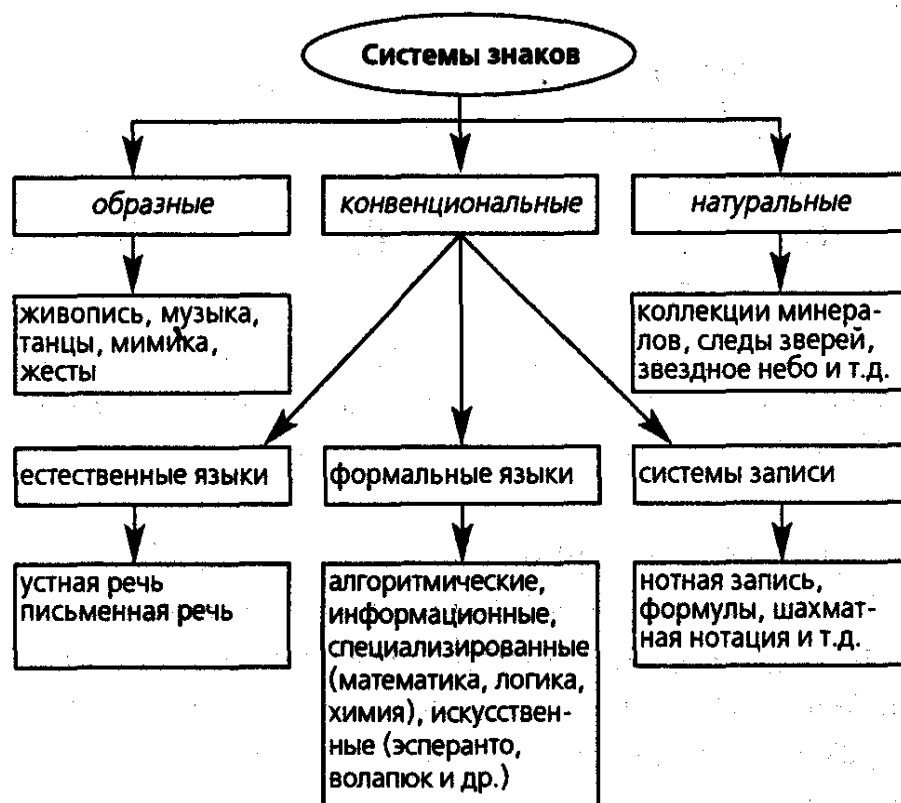 Системы знаков
образные
конвенциональные
натуральные
живопись, музыка,
танцы, мимика,
жесты
коллекции минера-
лов, следы зверей,
звездное небо и т.д.
естественные языки
формальные языки
системы записи
устная речь
письменная речь
алгоритмические,
информационные,
специализированные
(математика, логика,
химия), искусствен-
ные (эсперанто,
волапюк и др.)
нотная запись,
формулы, шахмат-
ная нотация и т.д.